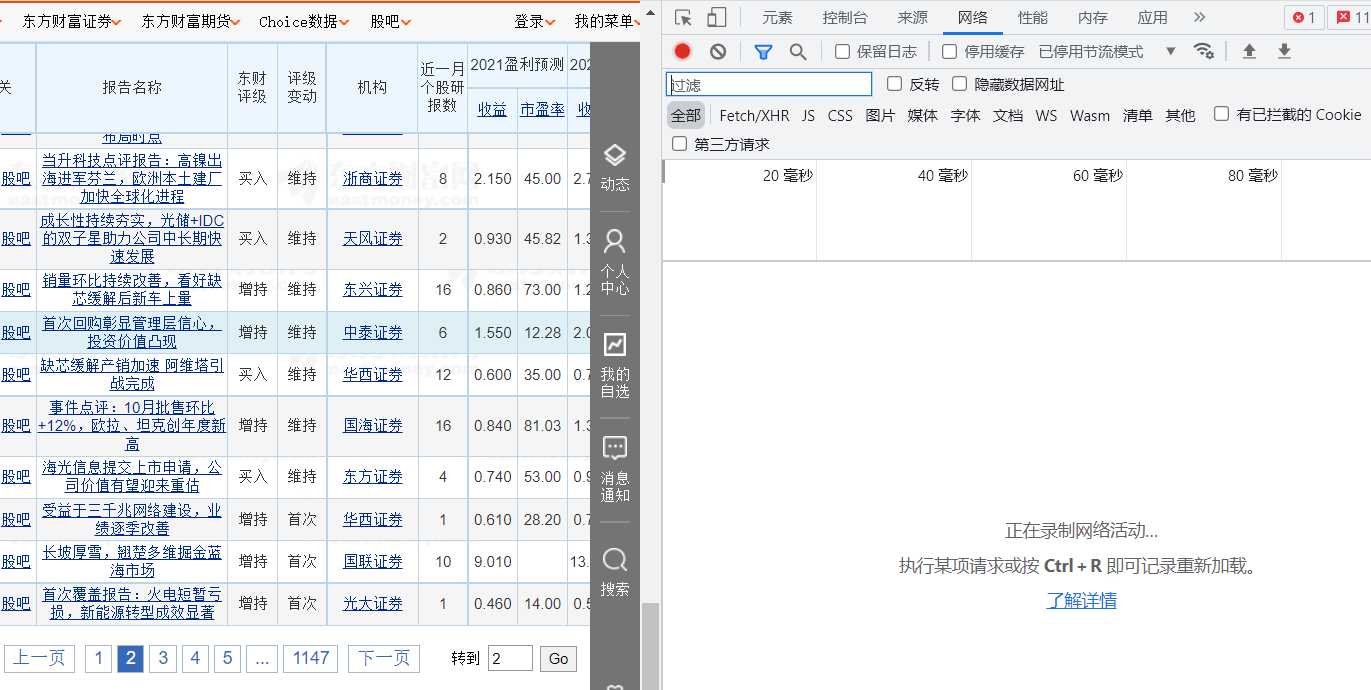 东方财富证券 东方财富期货 Choice数据 股吧 登录 我的菜单
关 报告名称 东财评级 评级变动 机构 近一月个股研报数 2021盈利预测 202
收益 市盈率 收
布局时点
股吧 当升科技点评报告：高镍出海进军芬兰，欧洲本土建厂加快全球化进程 买入 维持 浙商证券 8 2.150 45.00 2.7
股吧 成长性持续夯实，光储+IDC的双子星助力公司中长期快速发展 买入 维持 天风证券 2 0.930 45.82 1.3
股吧 销量环比持续改善，看好缺芯缓解后新车上量 增持 维持 东兴证券 16 0.860 73.00 1.2
股吧 首次回购彰显管理层信心，投资价值凸现 增持 维持 中泰证券 6 1.550 12.28 2.0
股吧 缺芯缓解产销加速 阿维塔引战完成 买入 维持 华西证券 12 0.600 35.00 0.7
股吧 事件点评：10月批售环比+12%，欧拉、坦克创年度新高 增持 维持 国海证券 16 0.840 81.03 1.3
股吧 海光信息提交上市申请，公司价值有望迎来重估 买入 维持 东方证券 4 0.740 53.00 0.9
股吧 受益于三千兆网络建设，业绩逐季改善 增持 首次 华西证券 1 0.610 28.20 0.7
股吧 长坡厚雪，翘楚多维掘金蓝海市场 增持 首次 国联证券 10 9.010 13.
股吧 首次覆盖报告：火电短暂亏损，新能源转型成效显著 增持 首次 光大证券 1 0.460 14.00 0.5
上一页 1 2 3 4 5 ... 1147 下一页 转到 2 Go
东方财富网
eastmoney.com
动态
个人中心
我的自选
消息通知
搜索
元素 控制台 来源 网络 性能 内存 应用 1 11
保留日志 停用缓存 已停用节流模式
过滤 反转 隐藏数据网址
全部 Fetch/XHR JS CSS 图片 媒体 字体 文档 WS Wasm 清单 其他 有已拦截的 Cookie
第三方请求
20 毫秒 40 毫秒 60 毫秒 80 毫秒
正在录制网络活动...
执行某项请求或按 Ctrl + R 即可记录重新加载。
了解详情